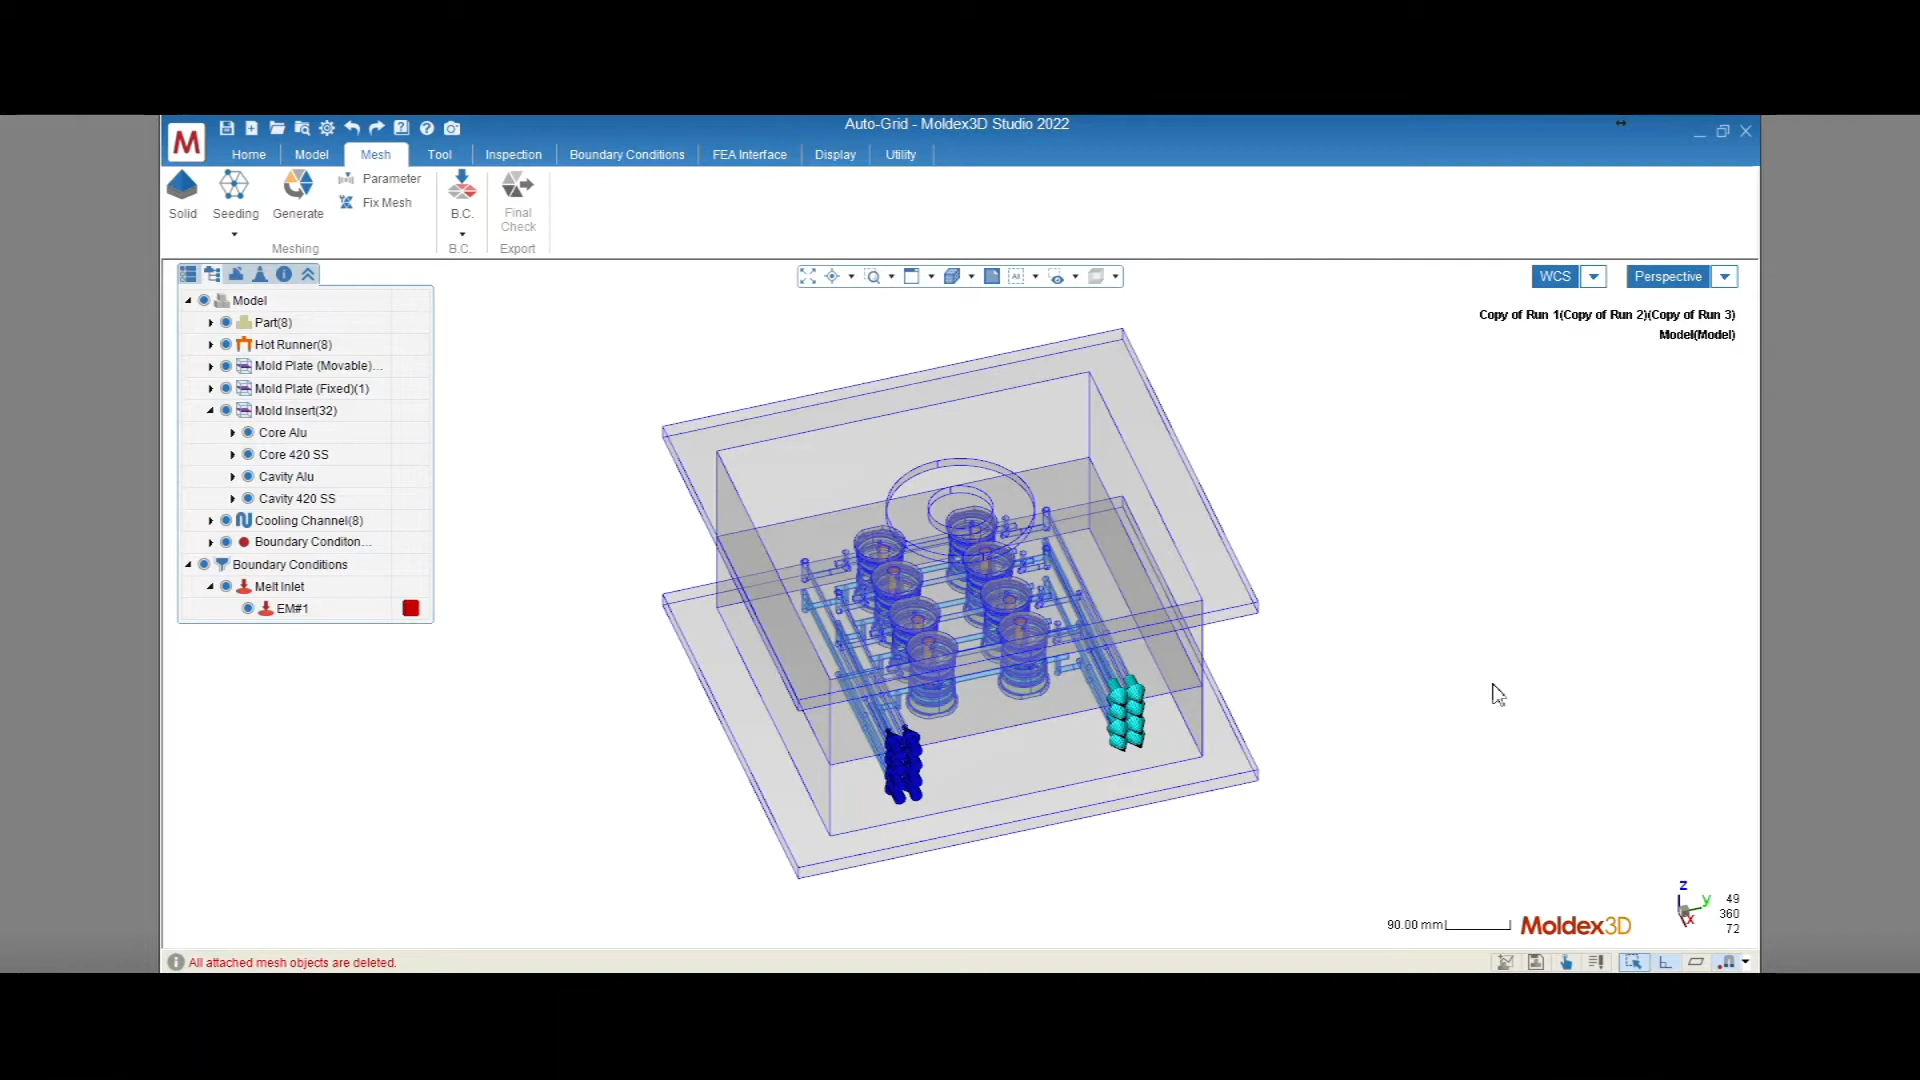 Auto-Grid - Moldex3D Studio 2022
M
Home Model Mesh Tool Inspection Boundary Conditions FEA Interface Display Utility
Solid Seeding Generate Parameter Fix Mesh B.C. Final Check
Meshing B.C. Export
WCS Perspective
Copy of Run 1(Copy of Run 2)(Copy of Run 3)
Model(Model)
Model
Part(8)
Hot Runner(8)
Mold Plate (Movable)...
Mold Plate (Fixed)(1)
Mold Insert(32)
Core Alu
Core 420 SS
Cavity Alu
Cavity 420 SS
Cooling Channel(8)
Boundary Conditon...
Boundary Conditions
Melt Inlet
EM#1
z
y
x
49
360
72
90.00 mm
Moldex3D
All attached mesh objects are deleted.